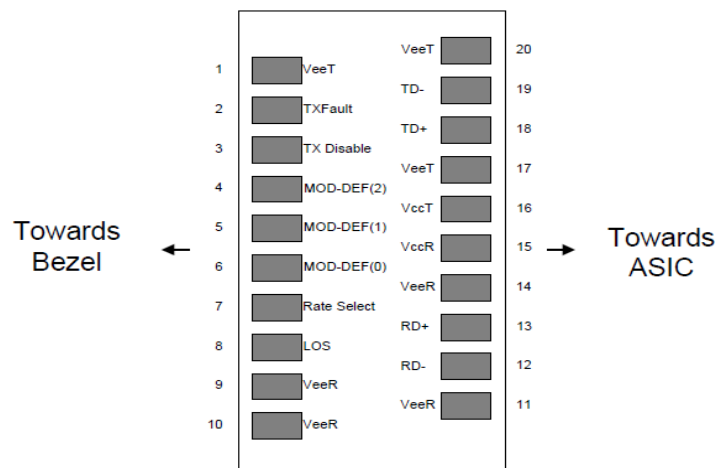 VeeT 20
1 VeeT
TD- 19
2 TXFault
TD+ 18
3 TX Disable
VeeT 17
4 MOD-DEF(2)
VccT 16
5 MOD-DEF(1)
Towards
Bezel
VccR 15
Towards
ASIC
6 MOD-DEF(0)
VeeR 14
7 Rate Select
RD+ 13
8 LOS
RD- 12
9 VeeR
VeeR 11
10 VeeR